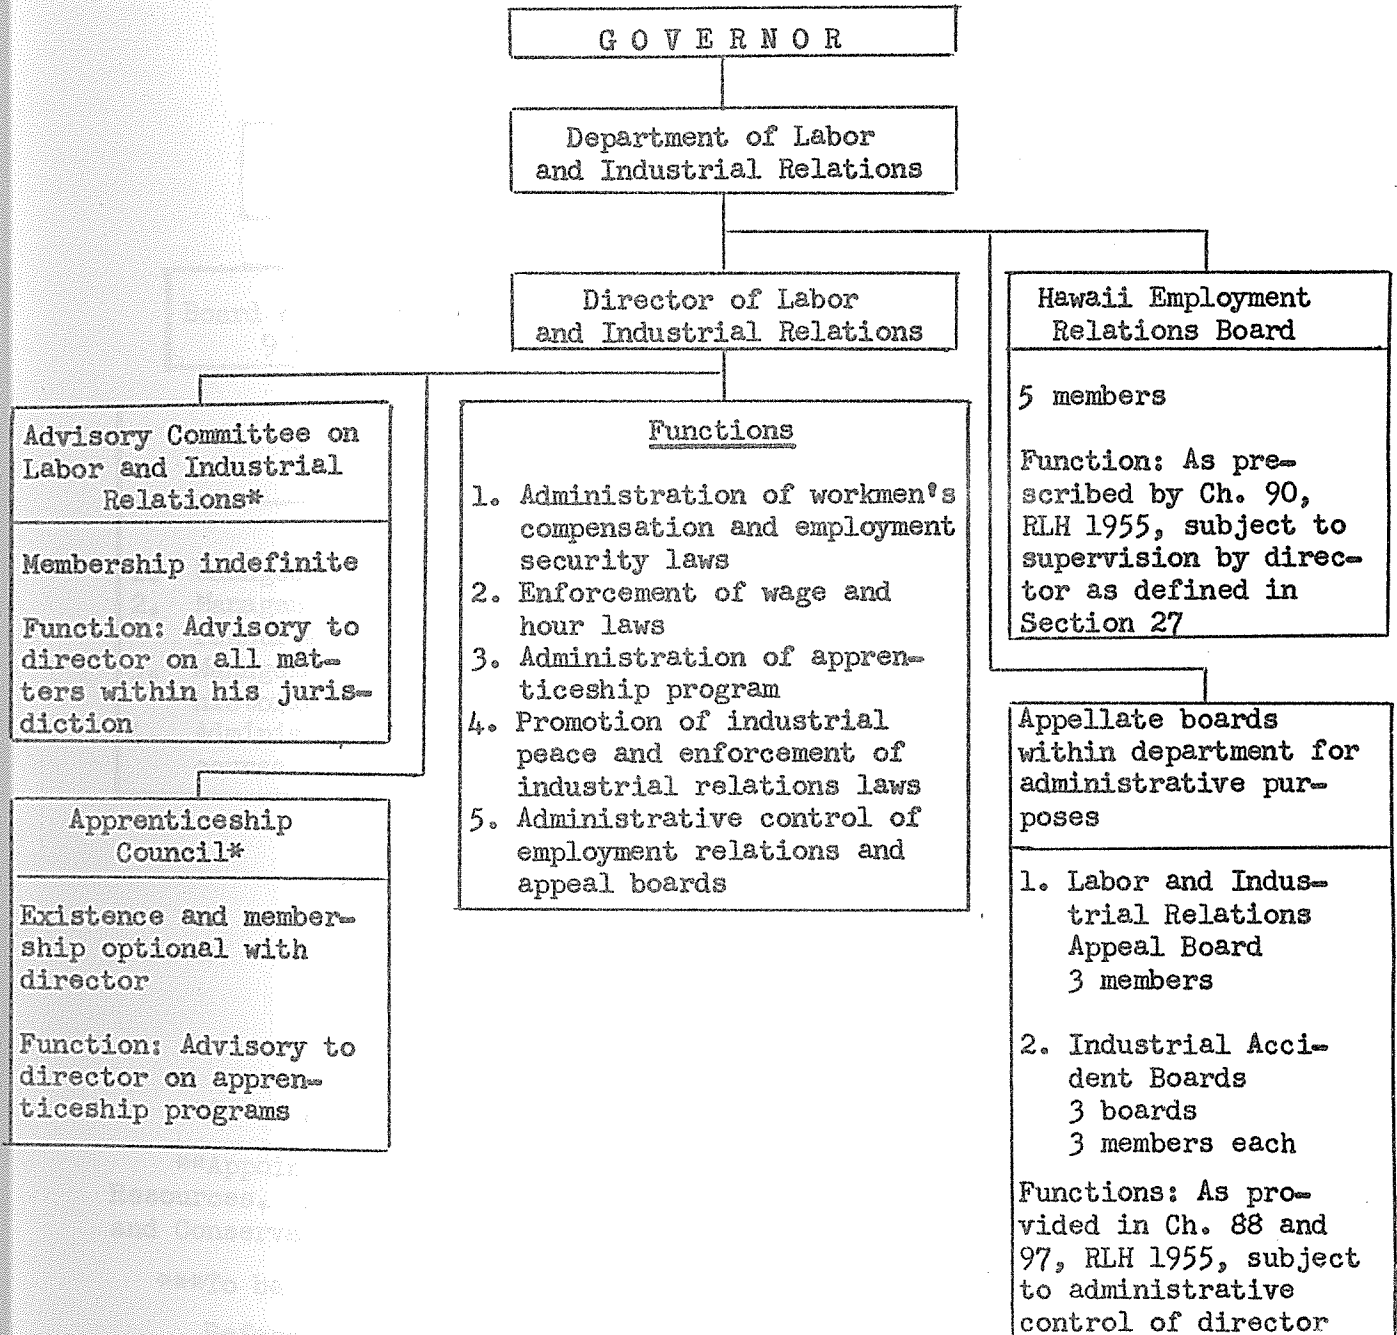 G O V E R N O R
Department of Labor
and Industrial Relations
Director of Labor
and Industrial Relations
Hawaii Employment
Relations Board
5 members
Function: As pre-
scribed by Ch. 90,
RLH 1955, subject to
supervision by direc-
tor as defined in
Section 27
Advisory Committee on
Labor and Industrial
Relations*
Membership indefinite
Function: Advisory to
director on all mat-
ters within his juris-
diction
Functions
1. Administration of workmen's
compensation and employment
security laws
2. Enforcement of wage and
hour laws
3. Administration of appren-
ticeship program
4. Promotion of industrial
peace and enforcement of
industrial relations laws
5. Administrative control of
employment relations and
appeal boards
Apprenticeship
Council*
Existence and member-
ship optional with
director
Function: Advisory to
director on appren-
ticeship programs
Appellate boards
within department for
administrative pur-
poses
1. Labor and Indus-
trial Relations
Appeal Board
3 members
2. Industrial Acci-
dent Boards
3 boards
3 members each
Functions: As pro-
vided in Ch. 88 and
97, RLH 1955, subject
to administrative
control of director